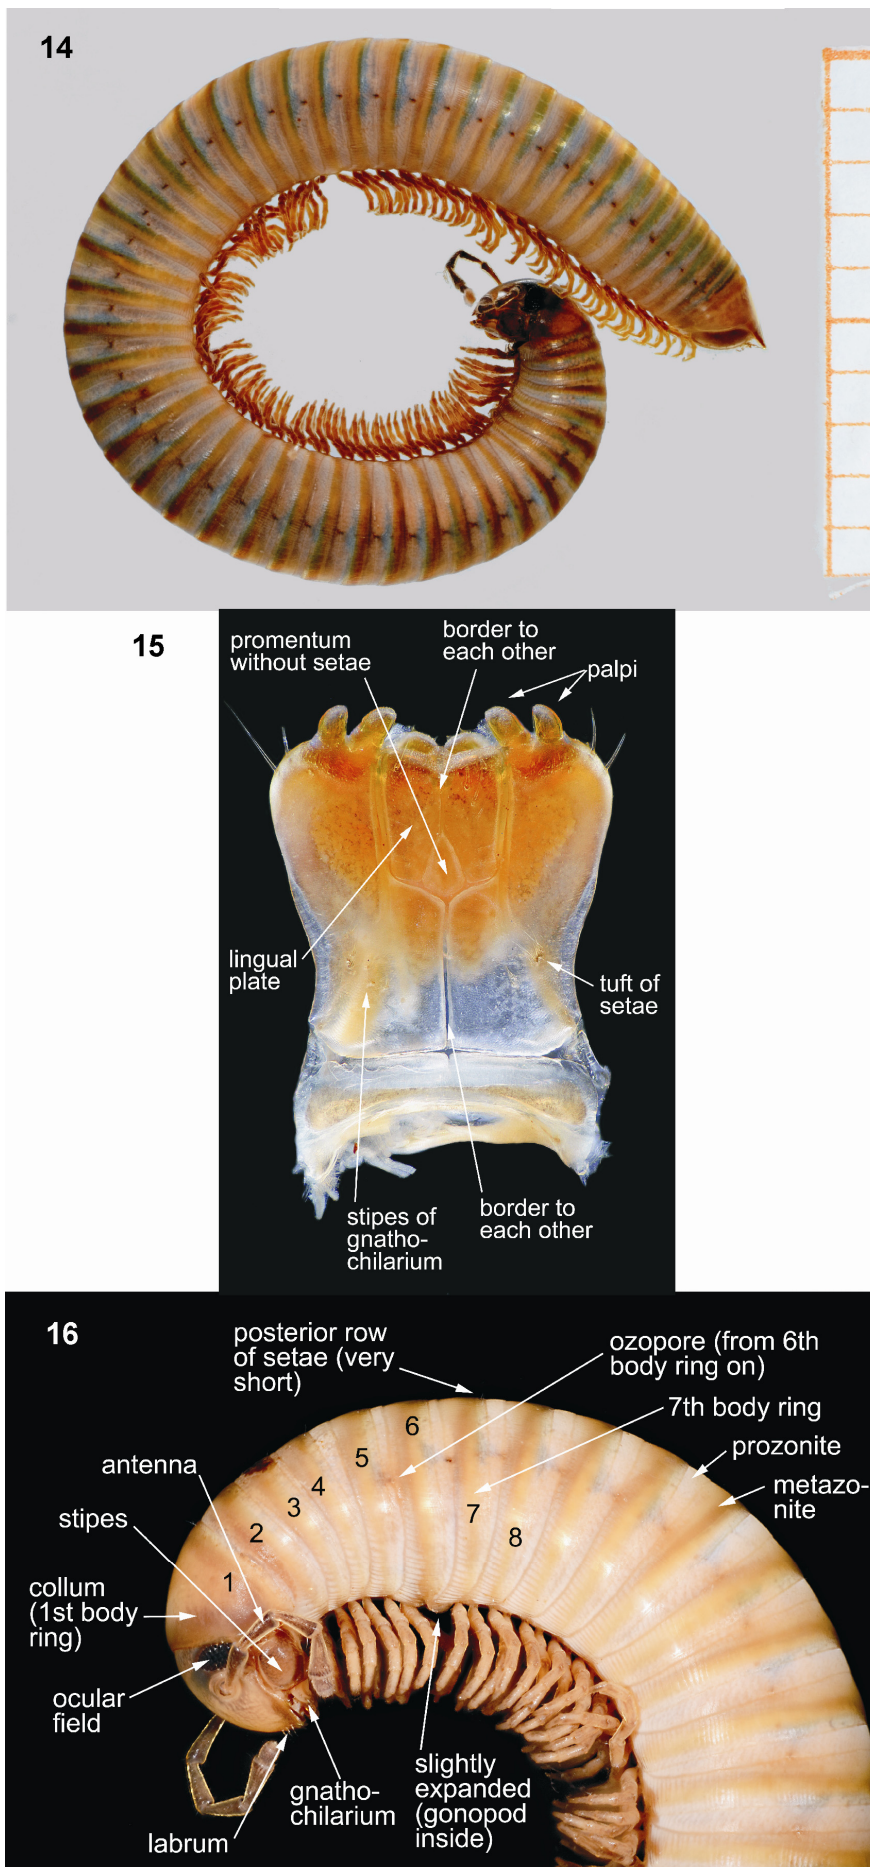 14
15
promentum
without setae
border to
each other
palpi
lingual
plate
tuft of
setae
stipes of
gnatho-
chilarium
border to
each other
16
posterior row
of setae (very
short)
ozopore (from 6th
body ring on)
7th body ring
prozonite
metazo-
nite
antenna
stipes
collum
(1st body
ring)
ocular
field
labrum
gnatho-
chilarium
slightly
expanded
(gonopod
inside)
1
2
3
4
5
6
7
8